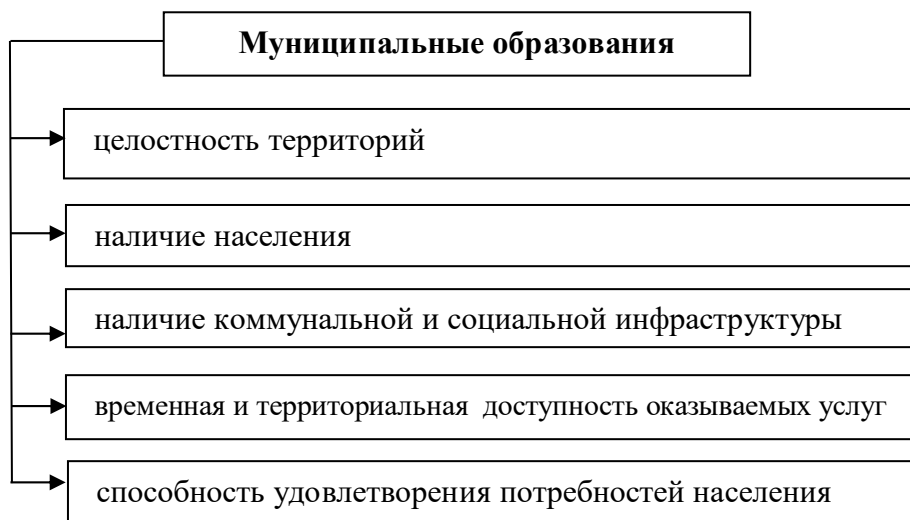 Муниципальные образования
целостность территорий
наличие населения
наличие коммунальной и социальной инфраструктуры
временная и территориальная доступность оказываемых услуг
способность удовлетворения потребностей населения